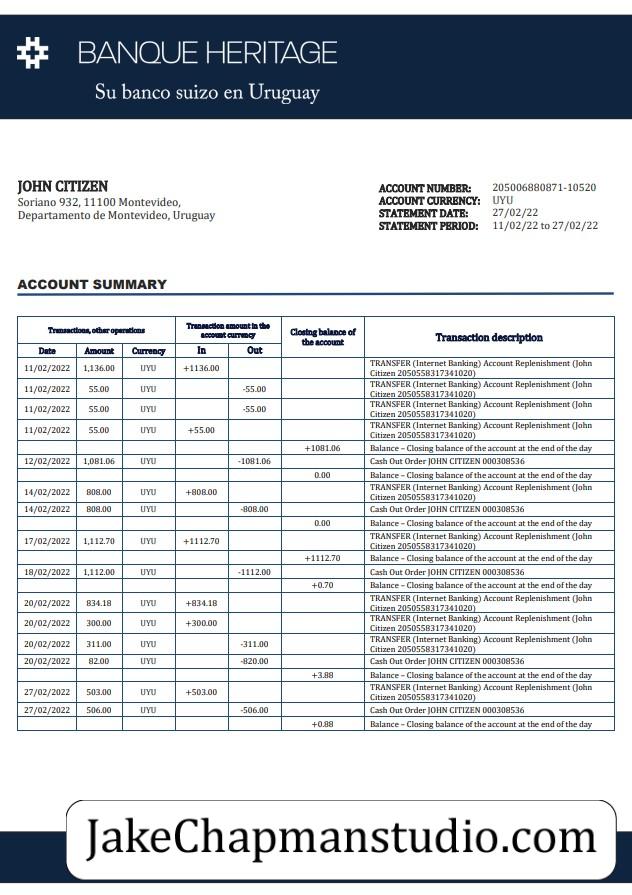 BANQUE HERITAGE
Su banco suizo en Uruguay
JOHN CITIZEN
Soriano 932, 11100 Montevideo,
Departamento de Montevideo, Uruguay
ACCOUNT NUMBER: 205006880871-10520
ACCOUNT CURRENCY: UYU
STATEMENT DATE: 27/02/22
STATEMENT PERIOD: 11/02/22 to 27/02/22
ACCOUNT SUMMARY
Transactions, other operations
Transaction amount in the
account currency
Closing balance of
the account
Transaction description
Date Amount Currency In Out
11/02/2022 1,136.00 UYU +1136.00 TRANSFER (Internet Banking) Account Replenishment (John
Citizen 2050558317341020)
11/02/2022 55.00 UYU -55.00 TRANSFER (Internet Banking) Account Replenishment (John
Citizen 2050558317341020)
11/02/2022 55.00 UYU -55.00 TRANSFER (Internet Banking) Account Replenishment (John
Citizen 2050558317341020)
11/02/2022 55.00 UYU +55.00 TRANSFER (Internet Banking) Account Replenishment (John
Citizen 2050558317341020)
+1081.06 Balance – Closing balance of the account at the end of the day
12/02/2022 1,081.06 UYU -1081.06 Cash Out Order JOHN CITIZEN 000308536
0.00 Balance – Closing balance of the account at the end of the day
14/02/2022 808.00 UYU +808.00 TRANSFER (Internet Banking) Account Replenishment (John
Citizen 2050558317341020)
14/02/2022 808.00 UYU -808.00 Cash Out Order JOHN CITIZEN 000308536
0.00 Balance – Closing balance of the account at the end of the day
17/02/2022 1,112.70 UYU +1112.70 TRANSFER (Internet Banking) Account Replenishment (John
Citizen 2050558317341020)
+1112.70 Balance – Closing balance of the account at the end of the day
18/02/2022 1,112.00 UYU -1112.00 Cash Out Order JOHN CITIZEN 000308536
+0.70 Balance – Closing balance of the account at the end of the day
20/02/2022 834.18 UYU +834.18 TRANSFER (Internet Banking) Account Replenishment (John
Citizen 2050558317341020)
20/02/2022 300.00 UYU +300.00 TRANSFER (Internet Banking) Account Replenishment (John
Citizen 2050558317341020)
20/02/2022 311.00 UYU -311.00 TRANSFER (Internet Banking) Account Replenishment (John
Citizen 2050558317341020)
20/02/2022 82.00 UYU -820.00 Cash Out Order JOHN CITIZEN 000308536
+3.88 Balance – Closing balance of the account at the end of the day
27/02/2022 503.00 UYU +503.00 TRANSFER (Internet Banking) Account Replenishment (John
Citizen 2050558317341020)
27/02/2022 506.00 UYU -506.00 Cash Out Order JOHN CITIZEN 000308536
+0.88 Balance – Closing balance of the account at the end of the day
JakeChapmanstudio.com